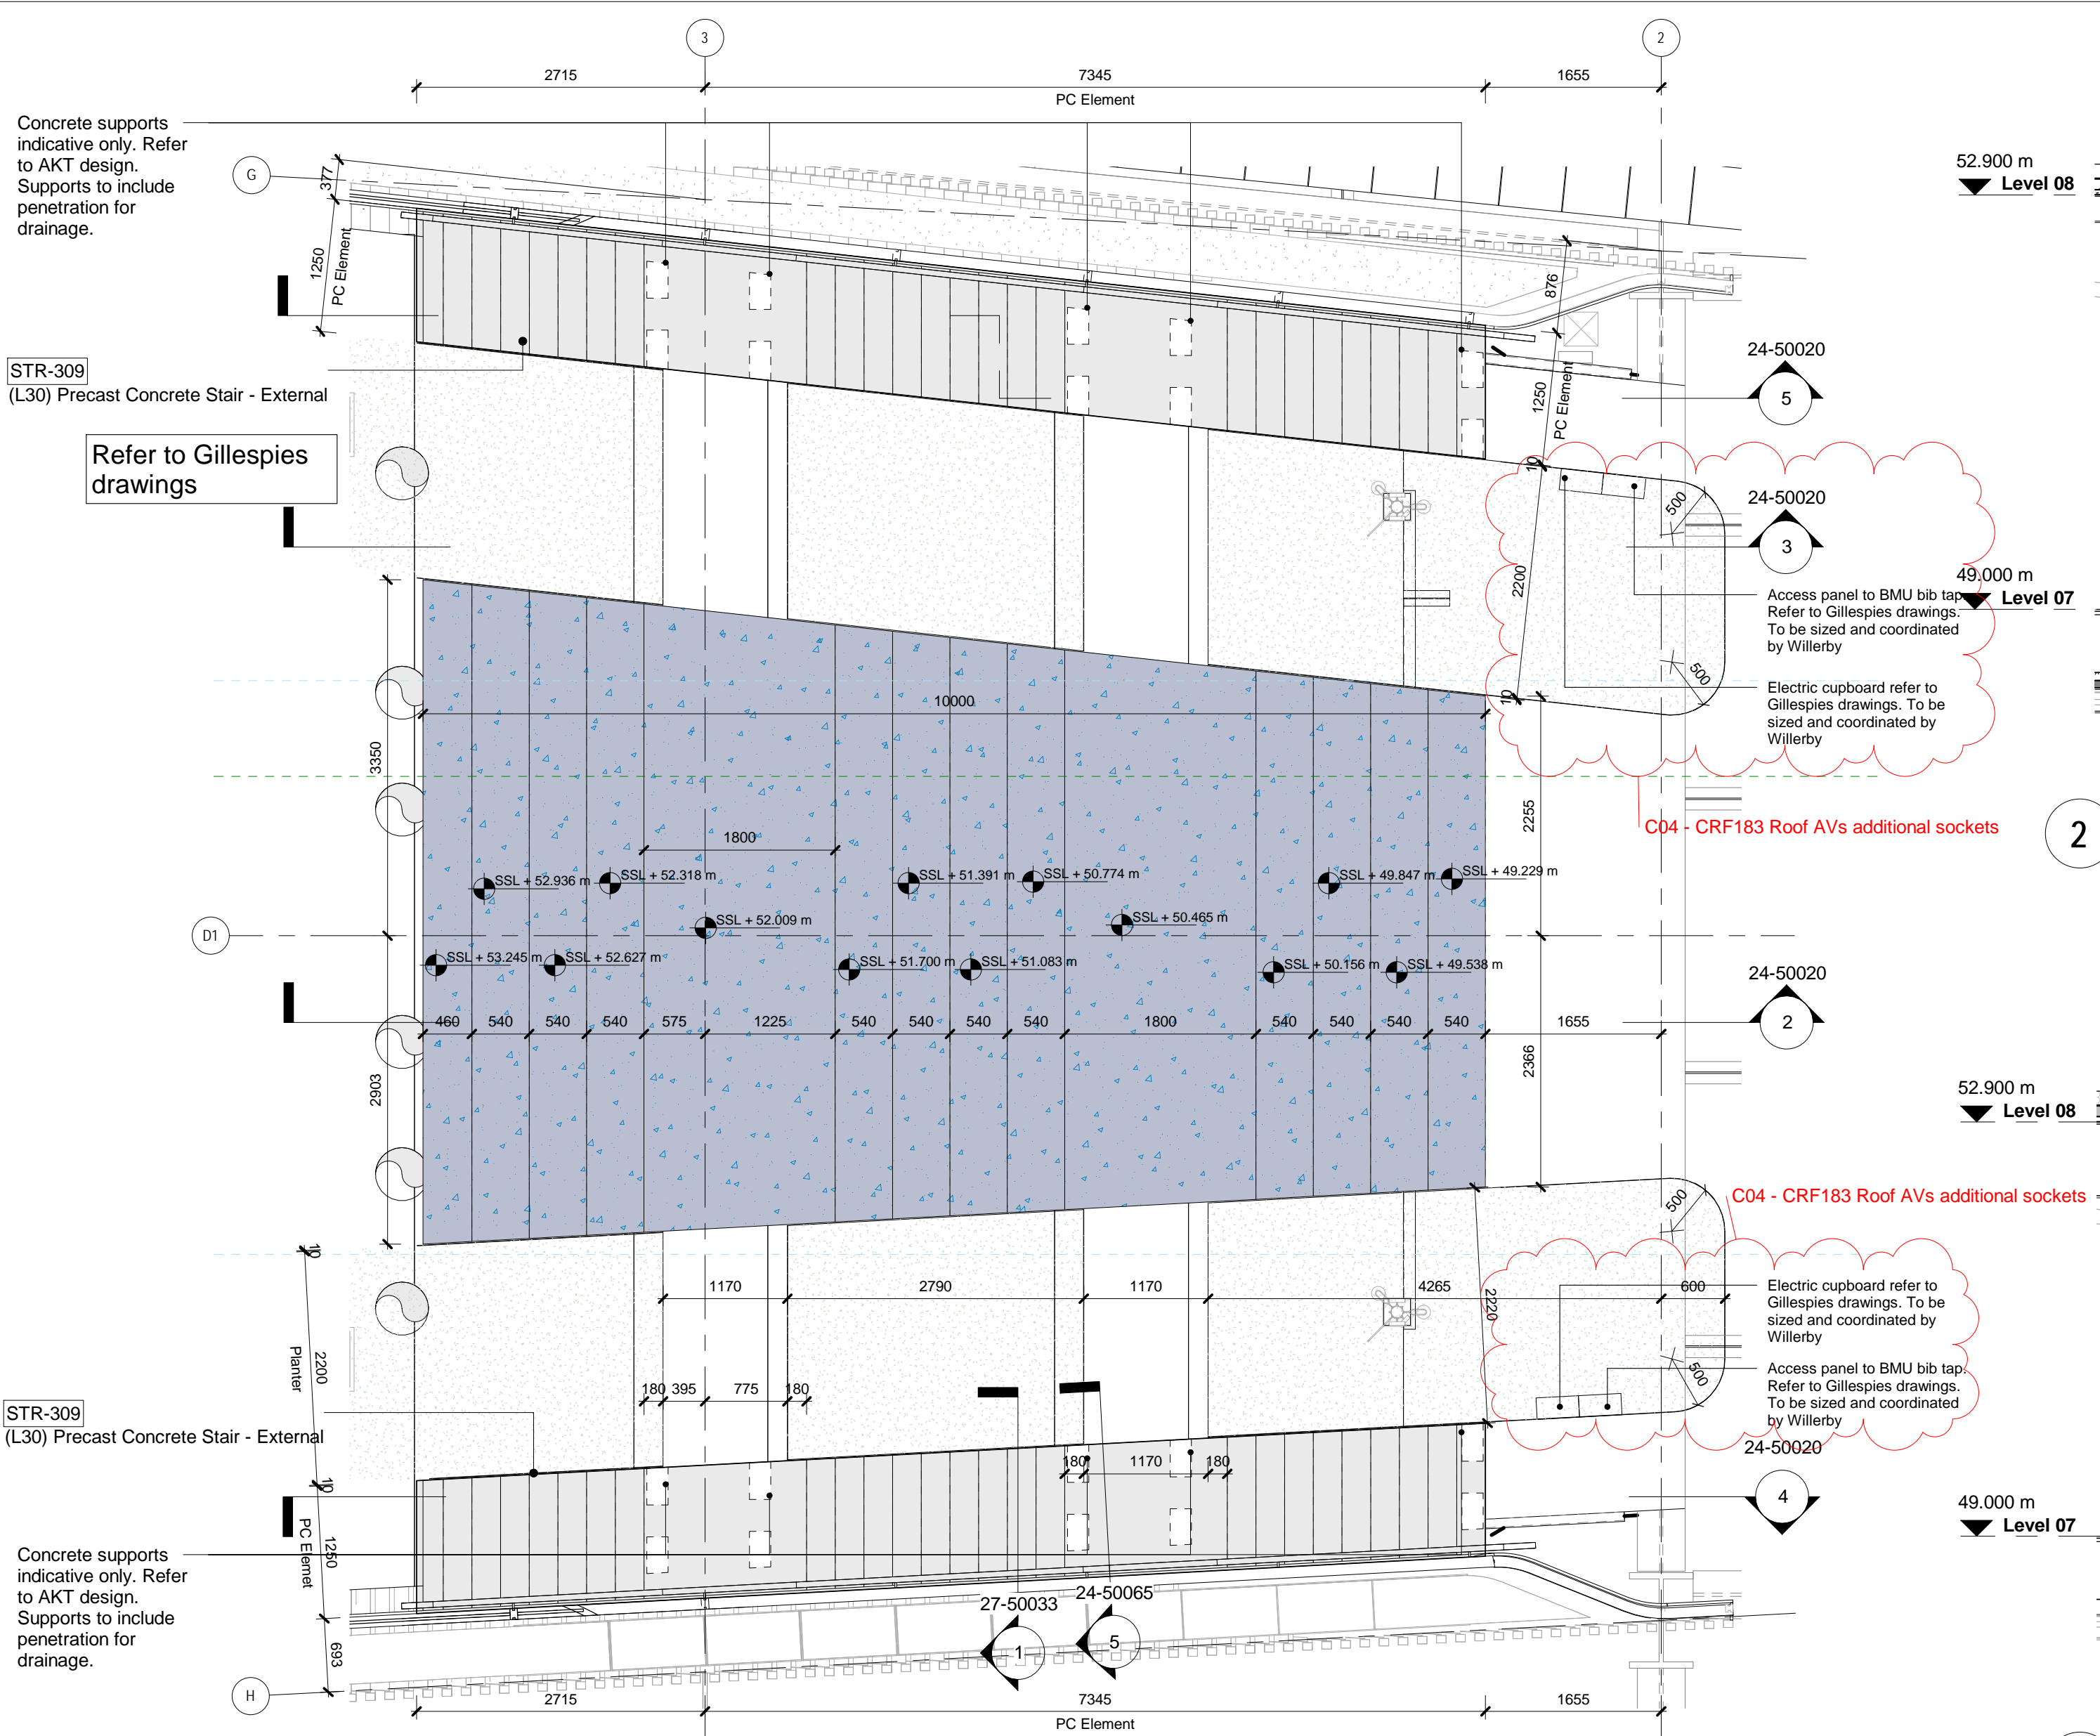 3
2
2715
7345
1655
PC Element
Concrete supports
indicative only. Refer
to AKT design.
Supports to include
penetration for
drainage.
G
377
1250
PC Element
52.900 m
Level 08
876
1250
PC Element
STR-309
(L30) Precast Concrete Stair - External
24-50020
5
Refer to Gillespies
drawings
10
500
24-50020
3
2200
49.000 m
Level 07
Access panel to BMU bib tap.
Refer to Gillespies drawings.
To be sized and coordinated
by Willerby
500
10
Electric cupboard refer to
Gillespies drawings. To be
sized and coordinated by
Willerby
10000
3350
2255
C04 - CRF183 Roof AVs additional sockets
2
1800
SSL + 52.936 m
SSL + 52.318 m
SSL + 51.391 m
SSL + 50.774 m
SSL + 49.847 m
SSL + 49.229 m
SSL + 52.009 m
SSL + 50.465 m
D1
SSL + 53.245 m
SSL + 52.627 m
SSL + 51.700 m
SSL + 51.083 m
SSL + 50.156 m
SSL + 49.538 m
24-50020
2
460
540
540
540
575
1225
540
540
540
540
1800
540
540
540
540
1655
2903
2366
52.900 m
Level 08
500
C04 - CRF183 Roof AVs additional sockets
10
1170
2790
1170
4265
600
2220
Electric cupboard refer to
Gillespies drawings. To be
sized and coordinated by
Willerby
2200
Planter
500
Access panel to BMU bib tap.
Refer to Gillespies drawings.
To be sized and coordinated
by Willerby
180
395
775
180
STR-309
(L30) Precast Concrete Stair - External
24-50020
4
180
1170
180
10
49.000 m
Level 07
1250
PC Elemet
Concrete supports
indicative only. Refer
to AKT design.
Supports to include
penetration for
drainage.
27-50033
1
24-50065
5
693
H
2715
7345
1655
PC Element